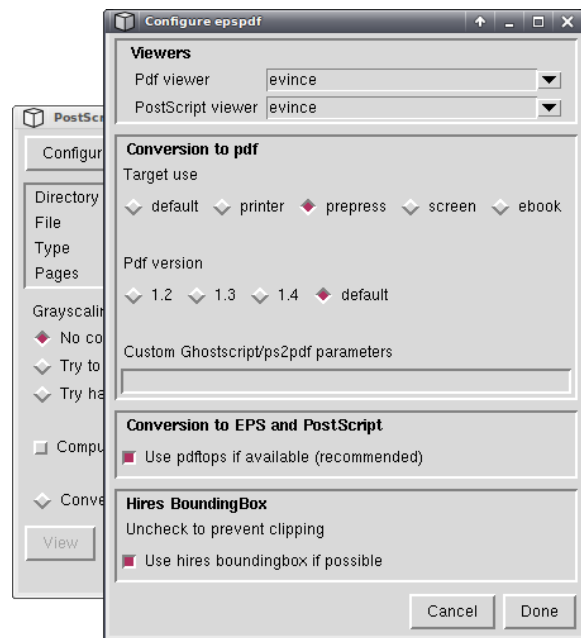 Configure epspdf
Viewers
Pdf viewer evince
PostScript viewer evince
Conversion to pdf
Target use
default printer prepress screen ebook
Pdf version
1.2 1.3 1.4 default
Custom Ghostscript/ps2pdf parameters
Conversion to EPS and PostScript
Use pdftops if available (recommended)
Hires BoundingBox
Uncheck to prevent clipping
Use hires boundingbox if possible
Cancel Done
PostScr
Configur
Directory
File
Type
Pages
Grayscalin
No co
Try to
Try ha
Compu
Conve
View